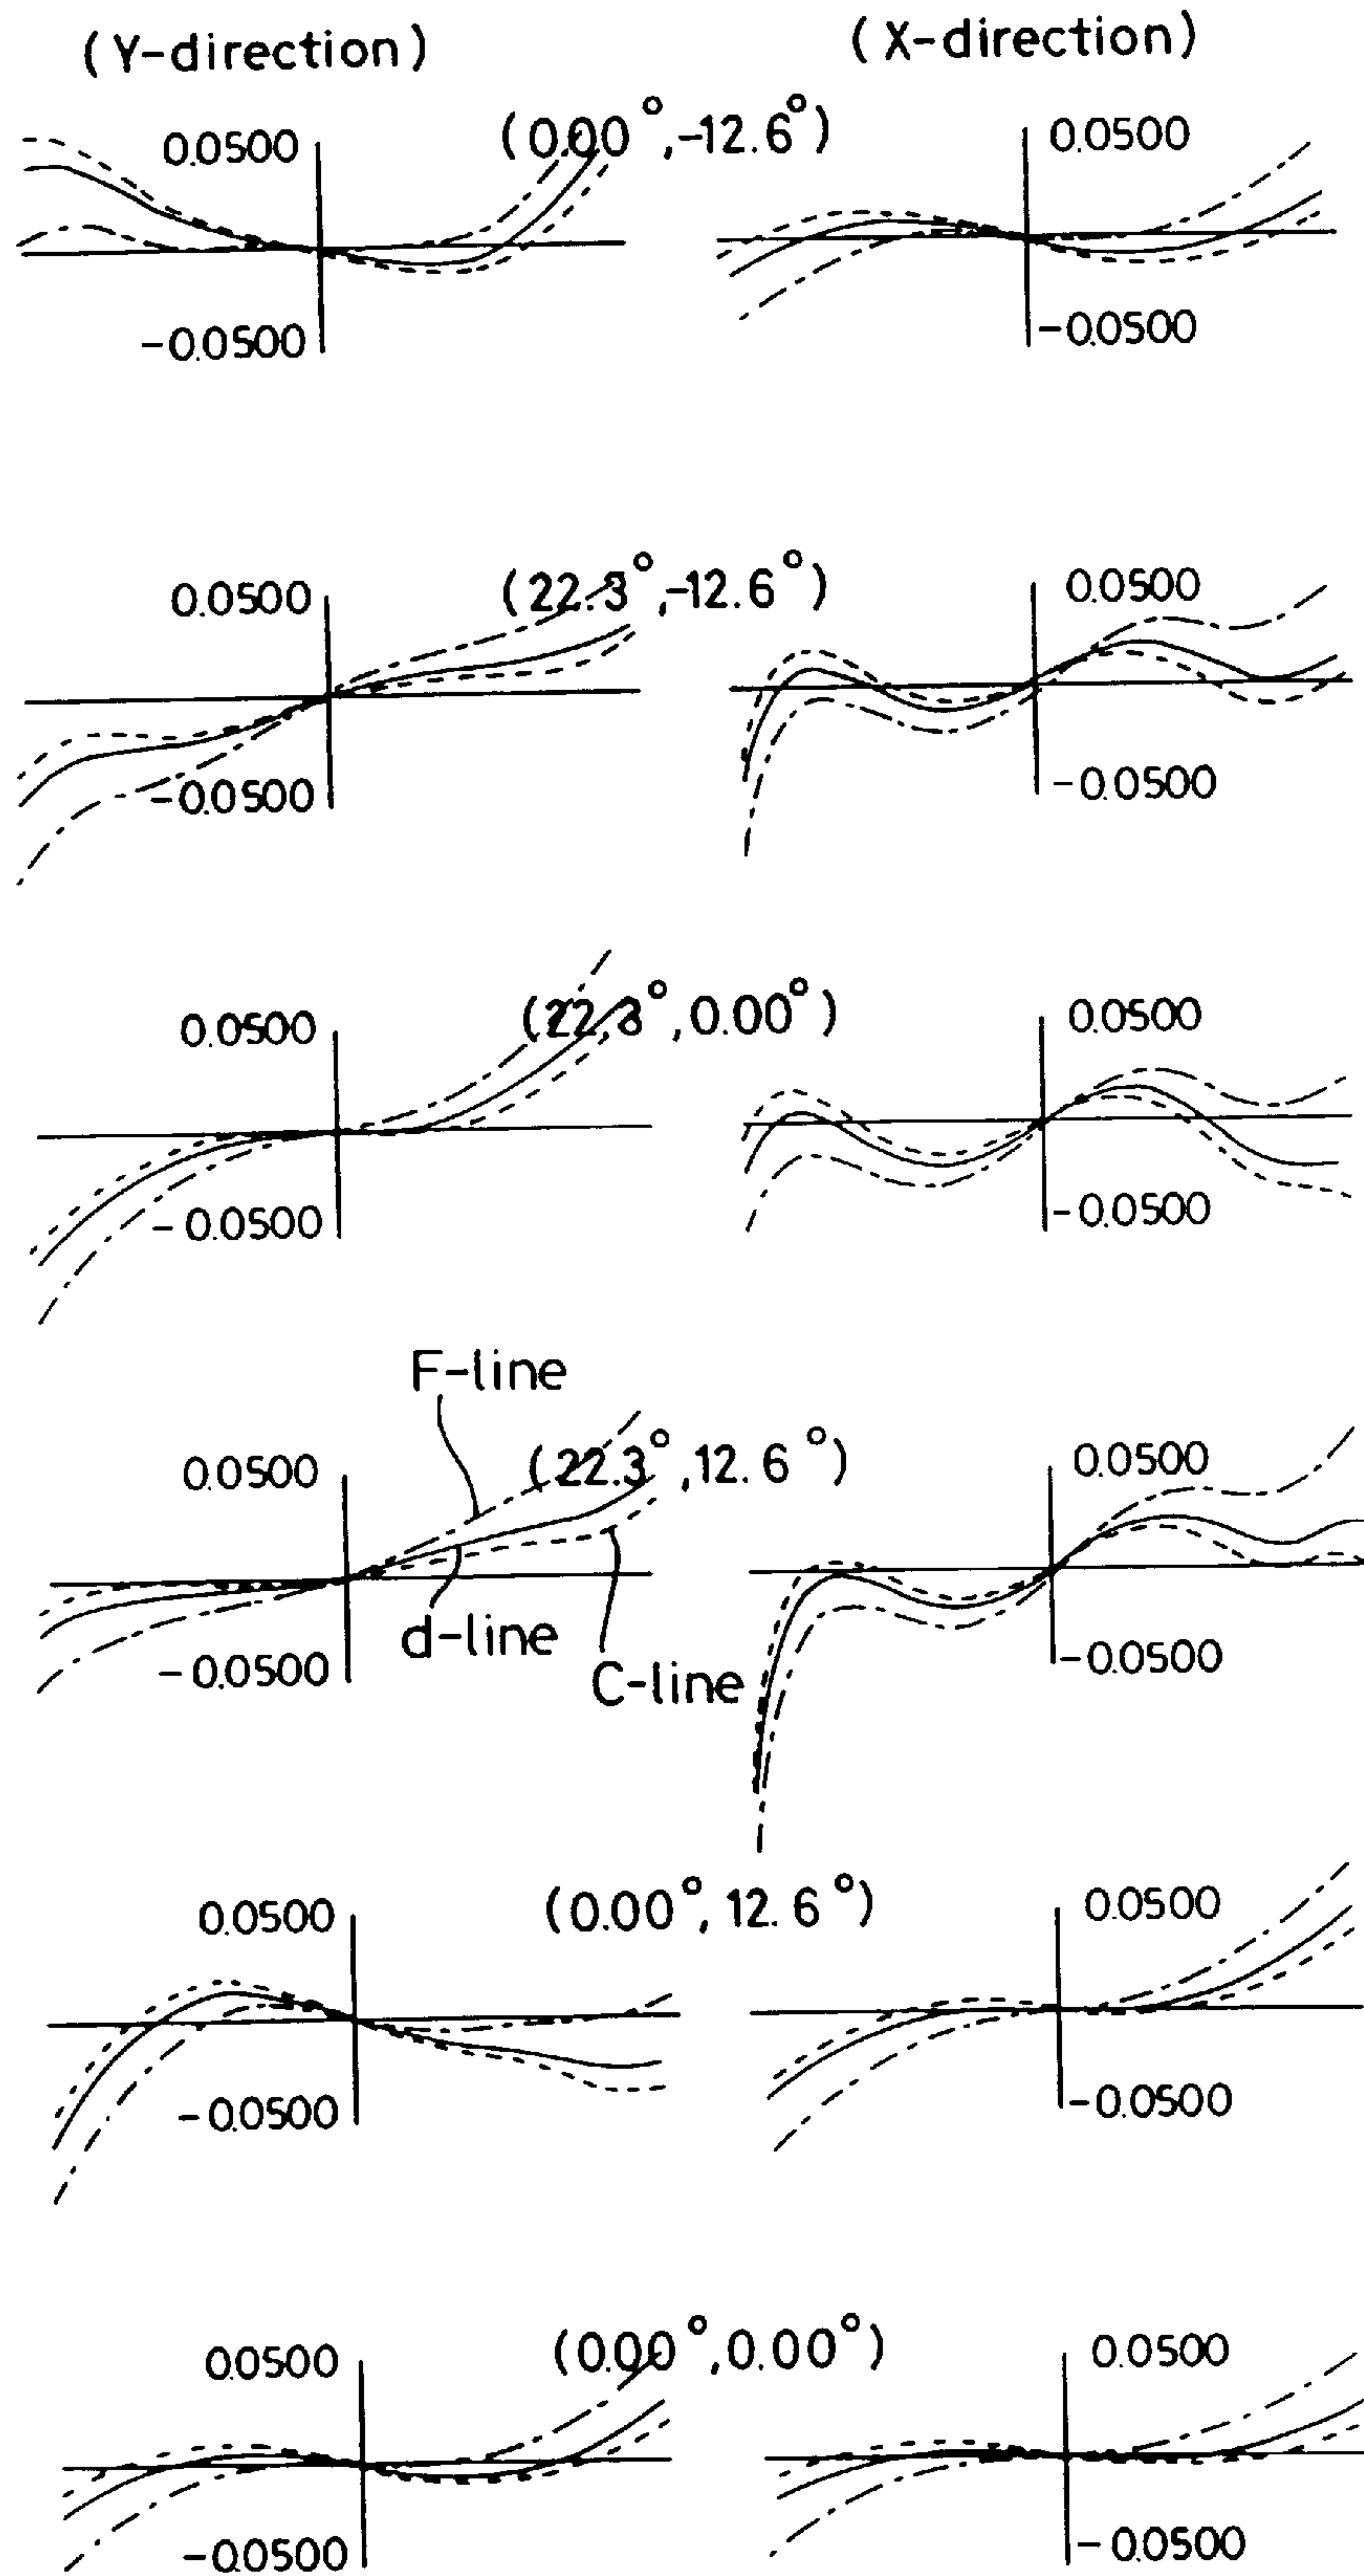 (Y-direction) (X-direction)
0.0500 (0.00°,-12.6°) 0.0500
-0.0500 -0.0500
0.0500 (22.3°,-12.6°) 0.0500
-0.0500 -0.0500
0.0500 (22.3°,0.00°) 0.0500
-0.0500 -0.0500
F-line
0.0500 (22.3°,12.6°) 0.0500
d-line
-0.0500 C-line -0.0500
0.0500 (0.00°,12.6°) 0.0500
-0.0500 -0.0500
0.0500 (0.00°,0.00°) 0.0500
-0.0500 -0.0500